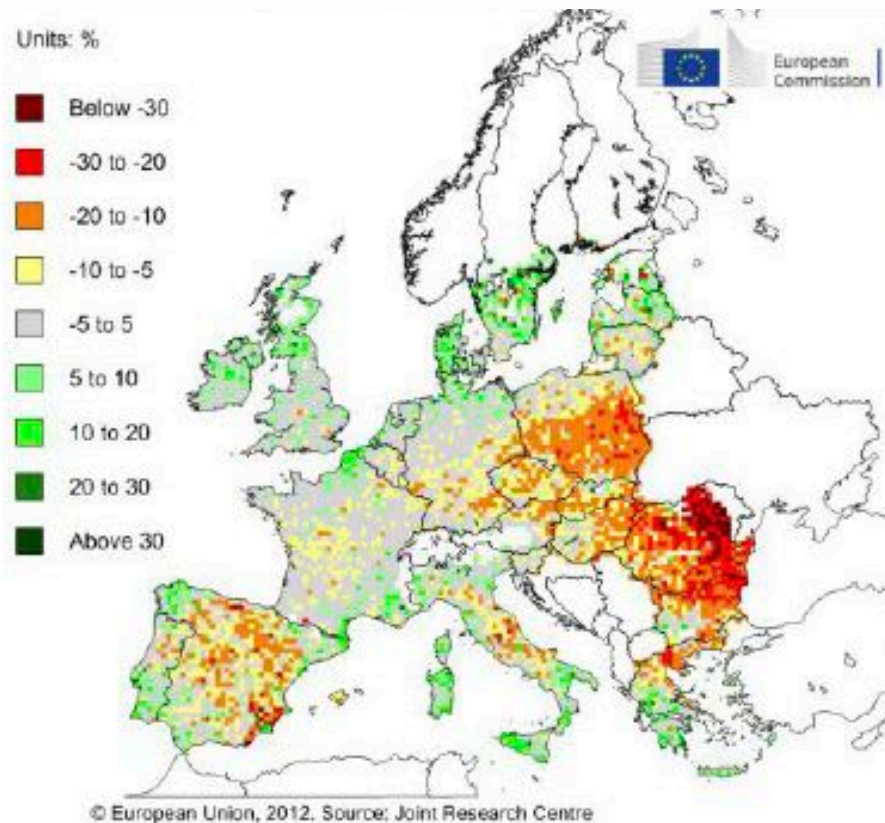 Units: %
European
Commission
Below -30
-30 to -20
-20 to -10
-10 to -5
-5 to 5
5 to 10
10 to 20
20 to 30
Above 30
© European Union, 2012. Source: Joint Research Centre